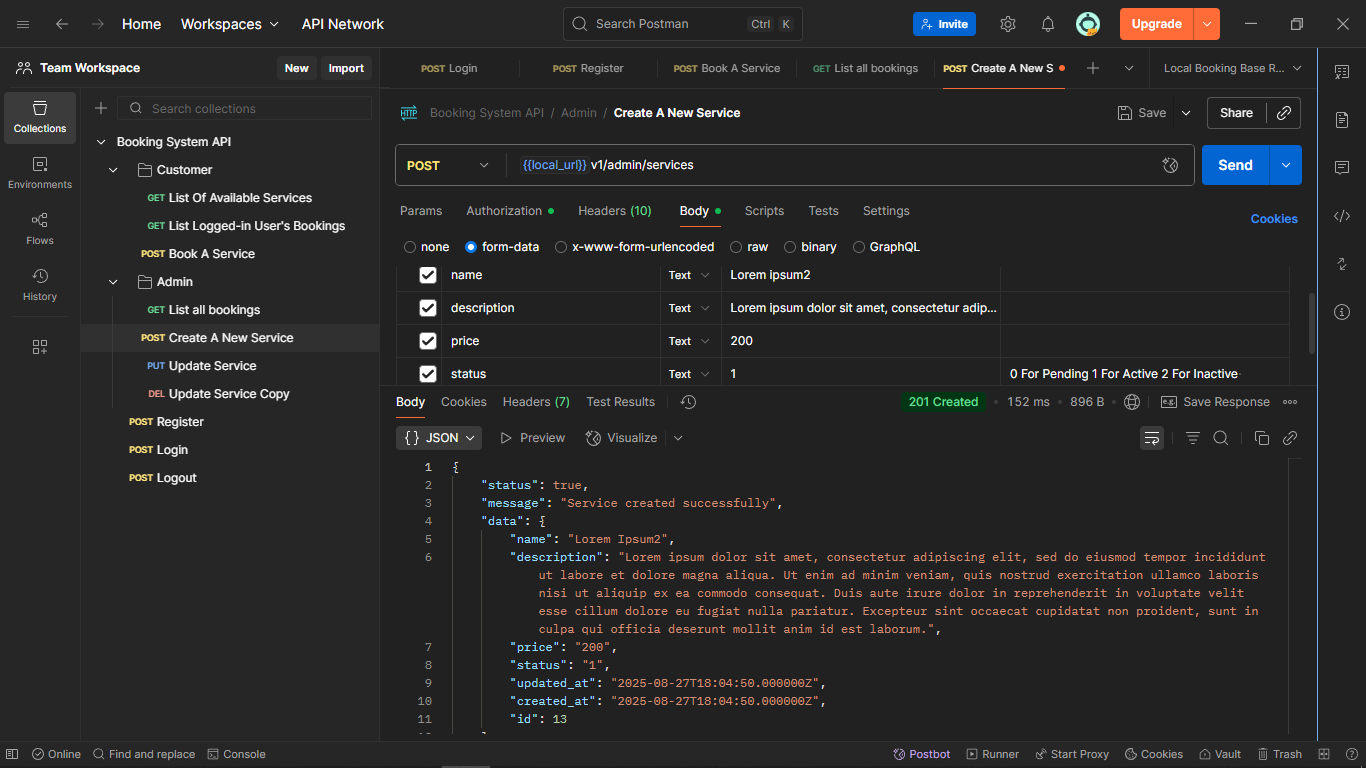 Home Workspaces API Network Search Postman Ctrl K Invite Upgrade
Team Workspace New Import
POST Login POST Register POST Book A Service GET List all bookings POST Create A New S Local Booking Base R...
Collections
Environments
Flows
History
Search collections
Booking System API
Customer
GET List Of Available Services
GET List Logged-in User's Bookings
POST Book A Service
Admin
GET List all bookings
POST Create A New Service
PUT Update Service
DEL Update Service Copy
POST Register
POST Login
POST Logout
HTTP Booking System API / Admin / Create A New Service Save Share
POST {{local_url}} v1/admin/services Send
Params Authorization Headers (10) Body Scripts Tests Settings Cookies
none form-data x-www-form-urlencoded raw binary GraphQL
name Text Lorem ipsum2
description Text Lorem ipsum dolor sit amet, consectetur adip...
price Text 200
status Text 1 0 For Pending 1 For Active 2 For Inactive
Body Cookies Headers (7) Test Results 201 Created 152 ms 896 B e.g. Save Response
{} JSON Preview Visualize
1 {
2 "status": true,
3 "message": "Service created successfully",
4 "data": {
5 "name": "Lorem Ipsum2",
6 "description": "Lorem ipsum dolor sit amet, consectetur adipiscing elit, sed do eiusmod tempor incididunt
ut labore et dolore magna aliqua. Ut enim ad minim veniam, quis nostrud exercitation ullamco laboris
nisi ut aliquip ex ea commodo consequat. Duis aute irure dolor in reprehenderit in voluptate velit
esse cillum dolore eu fugiat nulla pariatur. Excepteur sint occaecat cupidatat non proident, sunt in
culpa qui officia deserunt mollit anim id est laborum.",
7 "price": "200",
8 "status": "1",
9 "updated_at": "2025-08-27T18:04:50.000000Z",
10 "created_at": "2025-08-27T18:04:50.000000Z",
11 "id": 13
Online Find and replace Console Postbot Runner Start Proxy Cookies Vault Trash